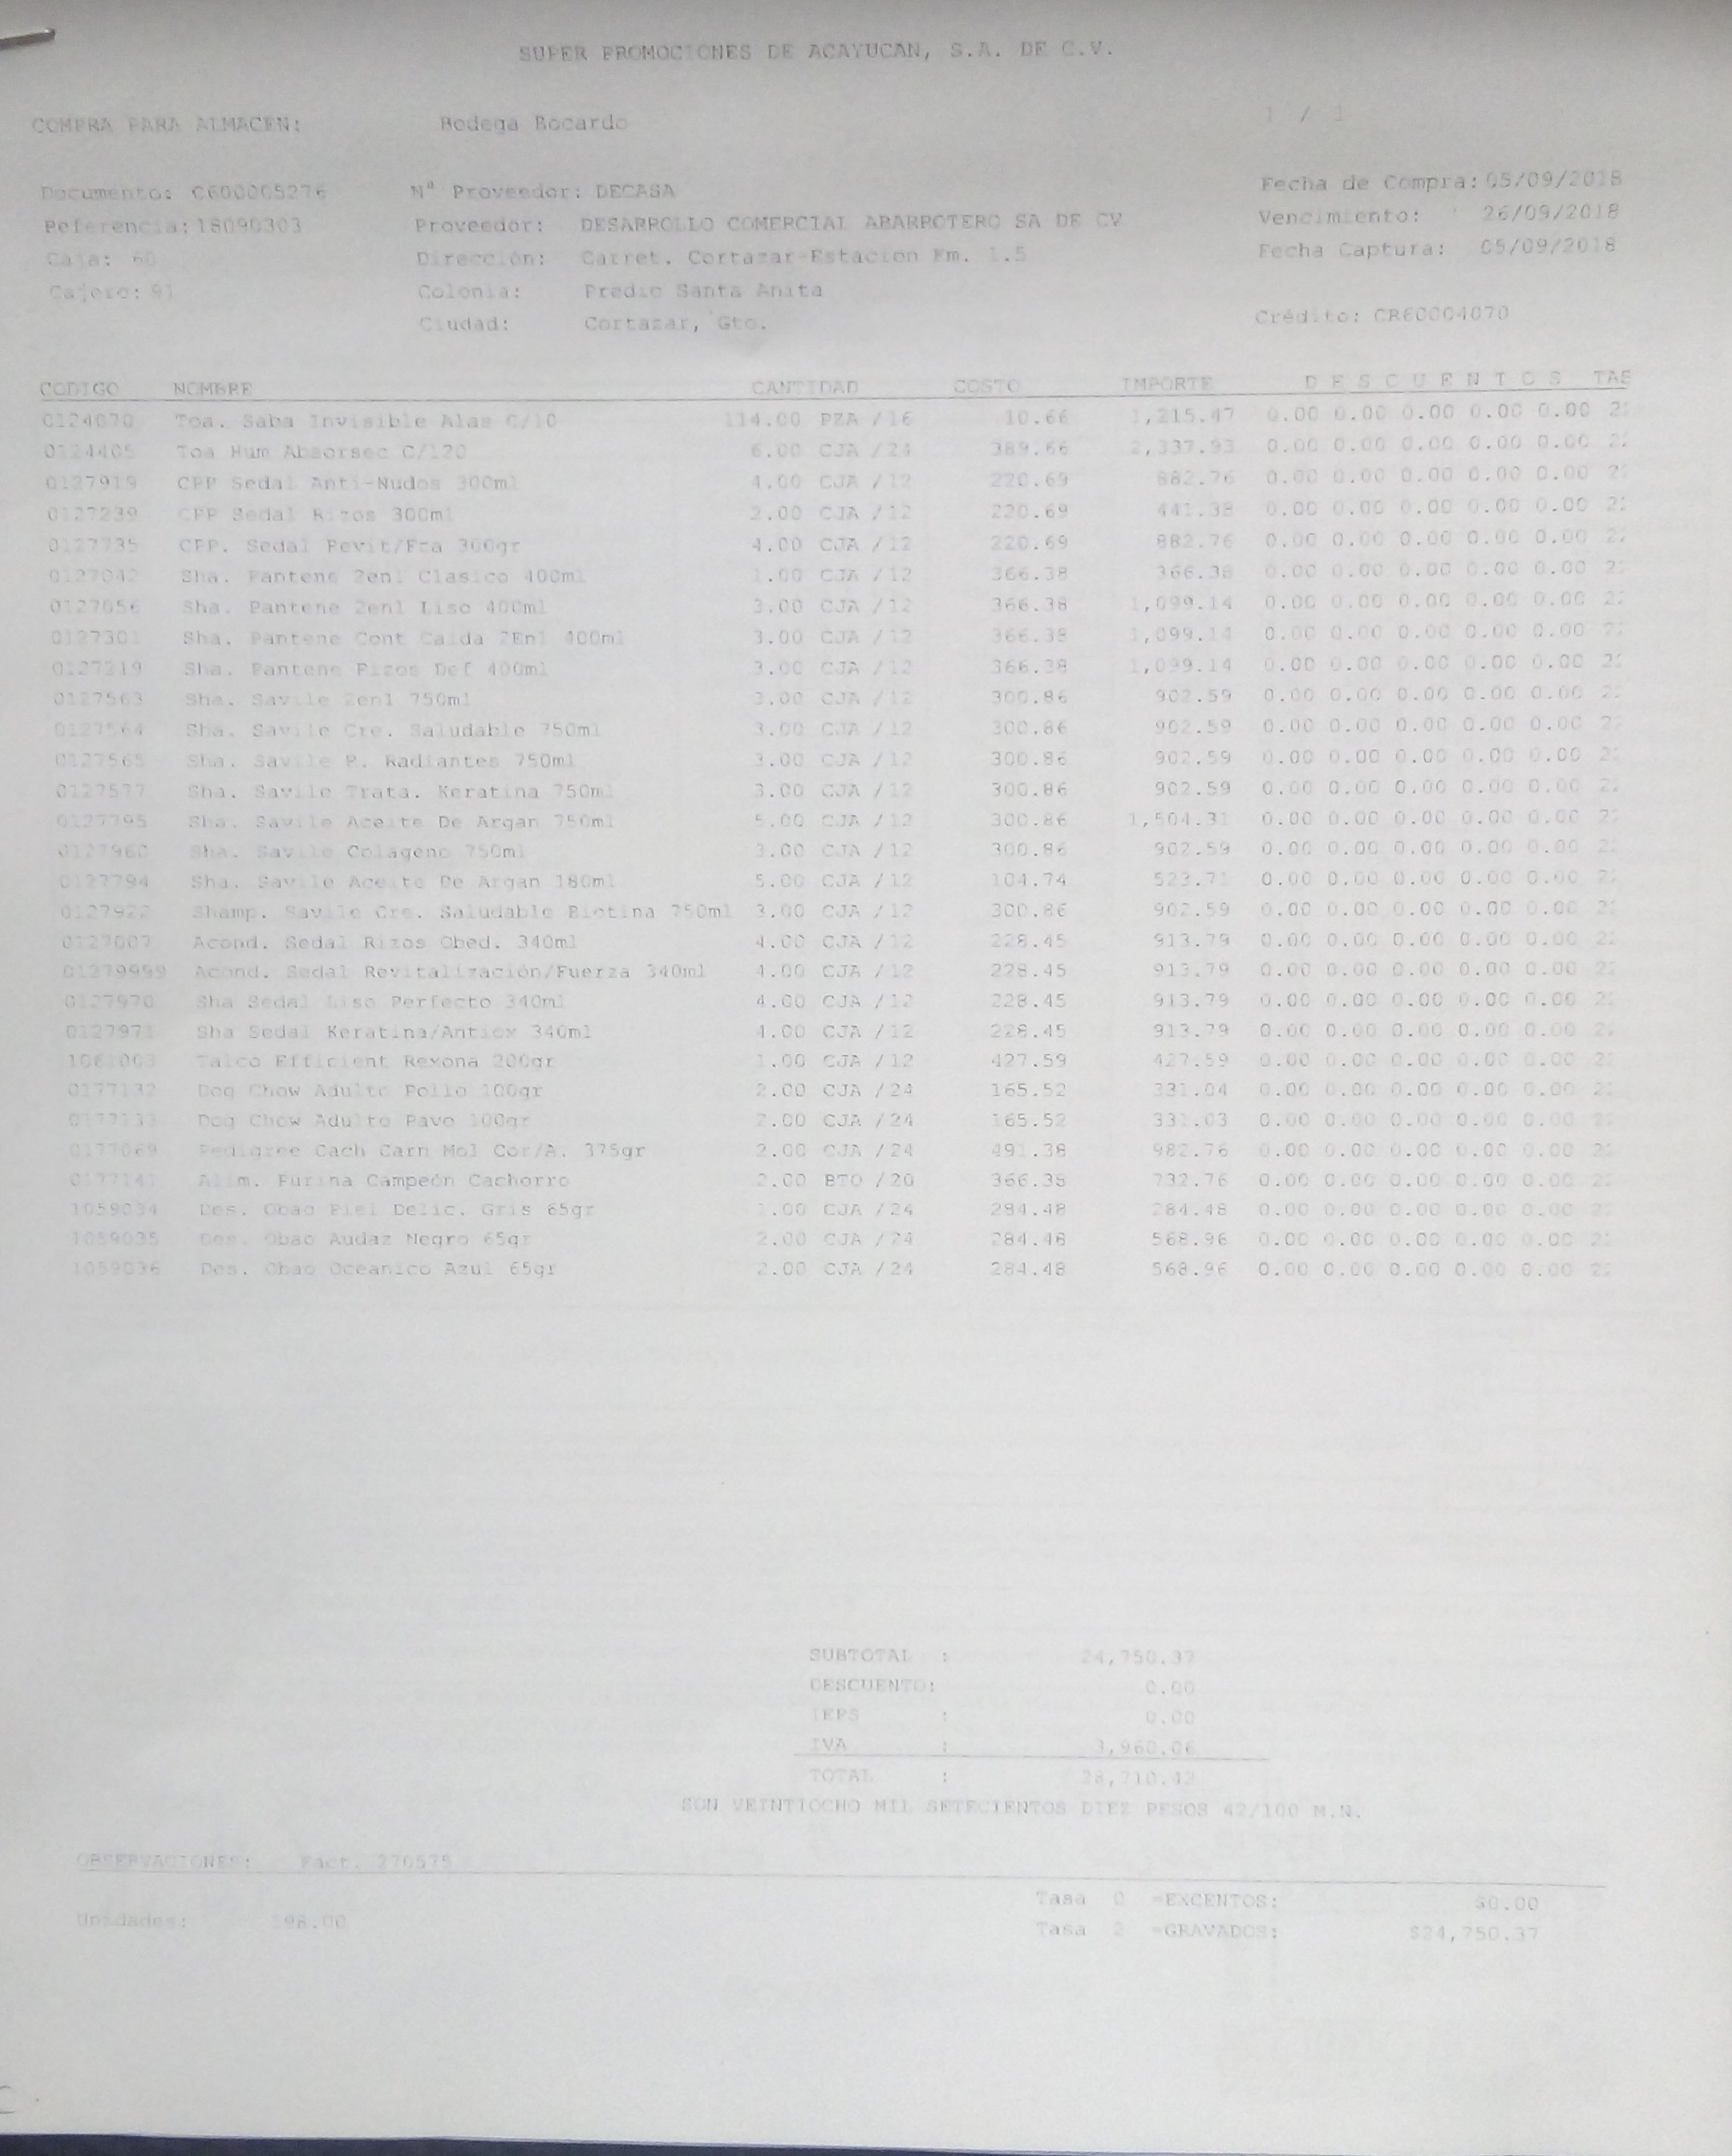 SUPER PROMOCIONES DE ACAYUCAN, S.A. DE C.V.
COMPRA PARA ALMACEN: Bodega Bocardo 1 / 1
Documento: C600005276 Nª Proveedor: DECASA Fecha de Compra: 05/09/2018
Referencia: 18090303 Proveedor: DESARROLLO COMERCIAL ABARROTERO SA DE CV Vencimiento: 26/09/2018
Caja: 60 Dirección: Carret. Cortazar-Estacion Km. 1.5 Fecha Captura: 05/09/2018
Cajero: 91 Colonia: Predio Santa Anita
Ciudad: Cortazar, Gto. Crédito: CR60004070
CODIGO NOMBRE CANTIDAD COSTO IMPORTE D E S C U E N T O S TAS
0124070 Toa. Saba Invisible Alas C/10 114.00 PZA /16 10.66 1,215.47 0.00 0.00 0.00 0.00 0.00
0124405 Toa Hum Absorsec C/120 6.00 CJA /24 389.66 2,337.93 0.00 0.00 0.00 0.00 0.00
0127919 CPP Sedal Anti-Nudos 300ml 4.00 CJA /12 220.69 882.76 0.00 0.00 0.00 0.00 0.00
0127239 CPP Sedal Rizos 300ml 2.00 CJA /12 220.69 441.38 0.00 0.00 0.00 0.00 0.00
0127735 CPP. Sedal Revit/Fza 300gr 4.00 CJA /12 220.69 882.76 0.00 0.00 0.00 0.00 0.00
0127042 Sha. Pantene 2en1 Clasico 400ml 1.00 CJA /12 366.38 366.38 0.00 0.00 0.00 0.00 0.00
0127056 Sha. Pantene 2en1 Liso 400ml 3.00 CJA /12 366.38 1,099.14 0.00 0.00 0.00 0.00 0.00
0127301 Sha. Pantene Cont Caida 2En1 400ml 3.00 CJA /12 366.38 1,099.14 0.00 0.00 0.00 0.00 0.00
0127219 Sha. Pantene Rizos Def 400ml 3.00 CJA /12 366.38 1,099.14 0.00 0.00 0.00 0.00 0.00
0127563 Sha. Savile 2en1 750ml 3.00 CJA /12 300.86 902.59 0.00 0.00 0.00 0.00 0.00
0127564 Sha. Savile Cre. Saludable 750ml 3.00 CJA /12 300.86 902.59 0.00 0.00 0.00 0.00 0.00
0127565 Sha. Savile R. Radiantes 750ml 3.00 CJA /12 300.86 902.59 0.00 0.00 0.00 0.00 0.00
0127577 Sha. Savile Trata. Keratina 750ml 3.00 CJA /12 300.86 902.59 0.00 0.00 0.00 0.00 0.00
0127795 Sha. Savile Aceite De Argan 750ml 5.00 CJA /12 300.86 1,504.31 0.00 0.00 0.00 0.00 0.00
0127960 Sha. Savile Colageno 750ml 3.00 CJA /12 300.86 902.59 0.00 0.00 0.00 0.00 0.00
0127794 Sha. Savile Aceite De Argan 180ml 5.00 CJA /12 104.74 523.71 0.00 0.00 0.00 0.00 0.00
0127922 Shamp. Savile Cre. Saludable Biotina 750ml 3.00 CJA /12 300.86 902.59 0.00 0.00 0.00 0.00 0.00
0127007 Acond. Sedal Rizos Obed. 340ml 4.00 CJA /12 228.45 913.79 0.00 0.00 0.00 0.00 0.00
01279999 Acond. Sedal Revitalización/Fuerza 340ml 4.00 CJA /12 228.45 913.79 0.00 0.00 0.00 0.00 0.00
0127970 Sha Sedal Liso Perfecto 340ml 4.00 CJA /12 228.45 913.79 0.00 0.00 0.00 0.00 0.00
0127971 Sha Sedal Keratina/Antiox 340ml 4.00 CJA /12 228.45 913.79 0.00 0.00 0.00 0.00 0.00
1061003 Talco Efficient Rexona 200gr 1.00 CJA /12 427.59 427.59 0.00 0.00 0.00 0.00 0.00
0177132 Dog Chow Adulto Pollo 100gr 2.00 CJA /24 165.52 331.04 0.00 0.00 0.00 0.00 0.00
0177133 Dog Chow Adulto Pavo 100gr 2.00 CJA /24 165.52 331.03 0.00 0.00 0.00 0.00 0.00
0177069 Pedigree Cach Carn Mol Cor/A. 375gr 2.00 CJA /24 491.38 982.76 0.00 0.00 0.00 0.00 0.00
0177141 Alim. Purina Campeón Cachorro 2.00 BTO /20 366.38 732.76 0.00 0.00 0.00 0.00 0.00
1059034 Des. Obao Piel Delic. Gris 65gr 1.00 CJA /24 284.48 284.48 0.00 0.00 0.00 0.00 0.00
1059035 Des. Obao Audaz Negro 65gr 2.00 CJA /24 284.48 568.96 0.00 0.00 0.00 0.00 0.00
1059036 Des. Obao Oceanico Azul 65gr 2.00 CJA /24 284.48 568.96 0.00 0.00 0.00 0.00 0.00
SUBTOTAL : 24,750.37
DESCUENTO: 0.00
IEPS : 0.00
IVA : 3,960.06
TOTAL : 28,710.42
SON VEINTIOCHO MIL SETECIENTOS DIEZ PESOS 42/100 M.N.
OBSERVACIONES: Fact. 270575
Tasa 0 =EXCENTOS: $0.00
Unidades: 198.00
Tasa 2 =GRAVADOS: $24,750.37